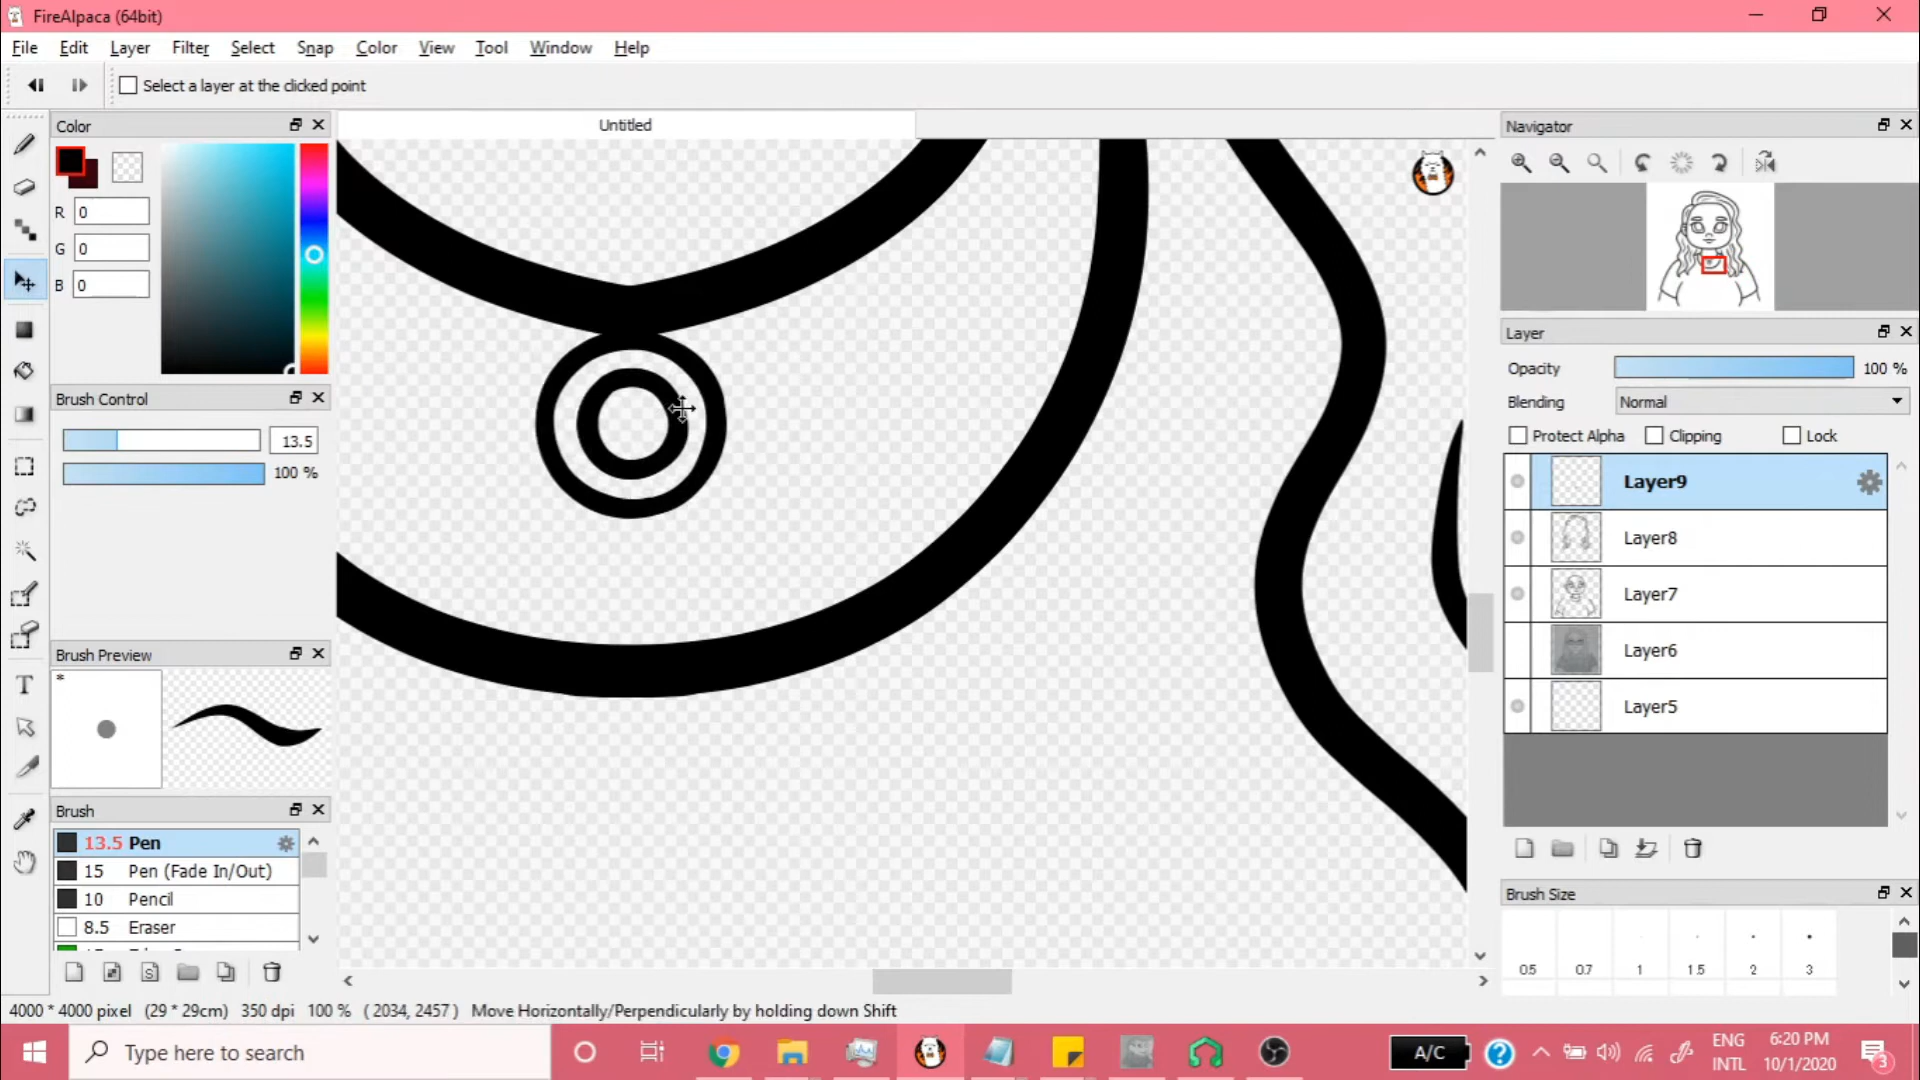 FireAlpaca (64bit)
File Edit Layer Filter Select Snap Color View Tool Window Help
Select a layer at the clicked point
Color
R 0
G 0
B 0
Brush Control
13.5
100 %
Brush Preview
*
Brush
13.5 Pen
15 Pen (Fade In/Out)
10 Pencil
8.5 Eraser
Untitled
Navigator
Layer
Opacity 100 %
Blending Normal
Protect Alpha Clipping Lock
Layer9
Layer8
Layer7
Layer6
Layer5
Brush Size
0.5 0.7 1 1.5 2 3
4000 * 4000 pixel (29 * 29cm) 350 dpi 100 % ( 2034, 2457 ) Move Horizontally/Perpendicularly by holding down Shift
Type here to search
A/C
ENG
INTL
6:20 PM
10/1/2020
3